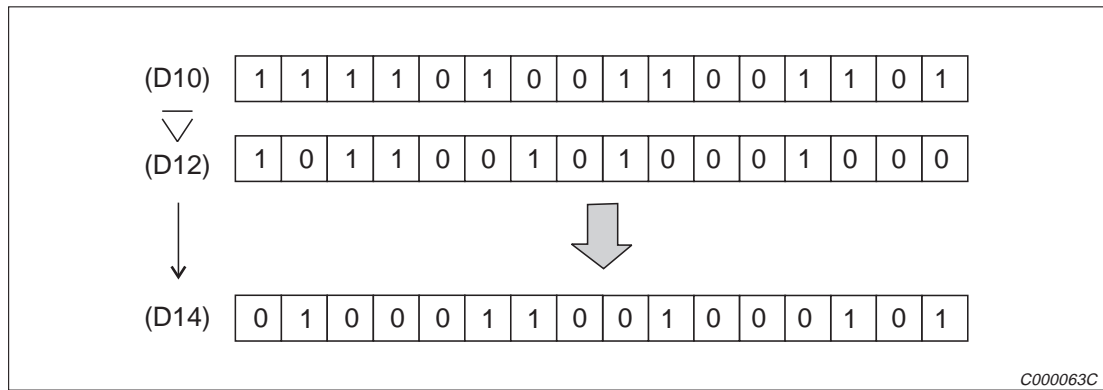 (D10) 1 1 1 1 0 1 0 0 1 1 0 0 1 1 0 1
(D12) 1 0 1 1 0 0 1 0 1 0 0 0 1 0 0 0
(D14) 0 1 0 0 0 1 1 0 0 1 0 0 0 1 0 1
C000063C